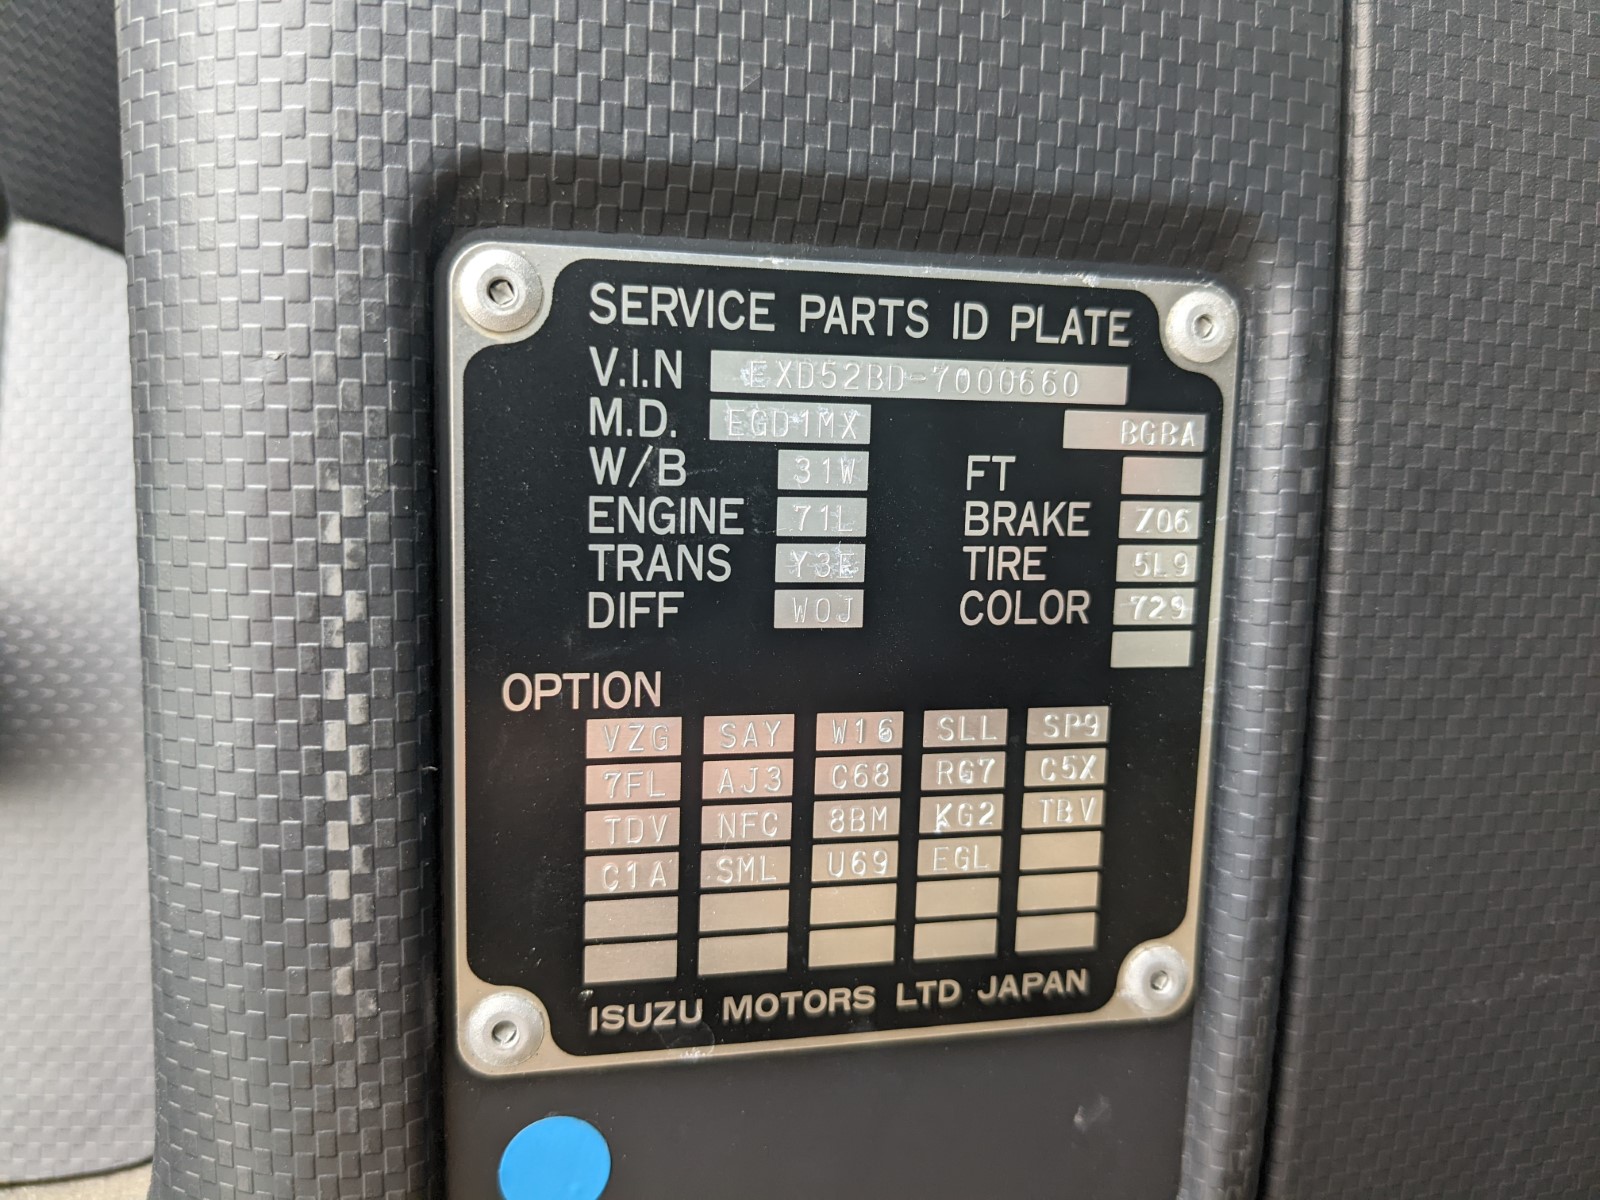 SERVICE PARTS ID PLATE
V.I.N EXD52BD-7000660
M.D. EGD1MX BGBA
W/B 31W FT
ENGINE 71L BRAKE Z06
TRANS Y3E TIRE 5L9
DIFF W0J COLOR 729
OPTION
VZG SAY W16 SLL SP9
7FL AJ3 C68 RG7 C5X
TDV NFC 8BM KG2 TBV
C1A SML U69 EGL
ISUZU MOTORS LTD JAPAN